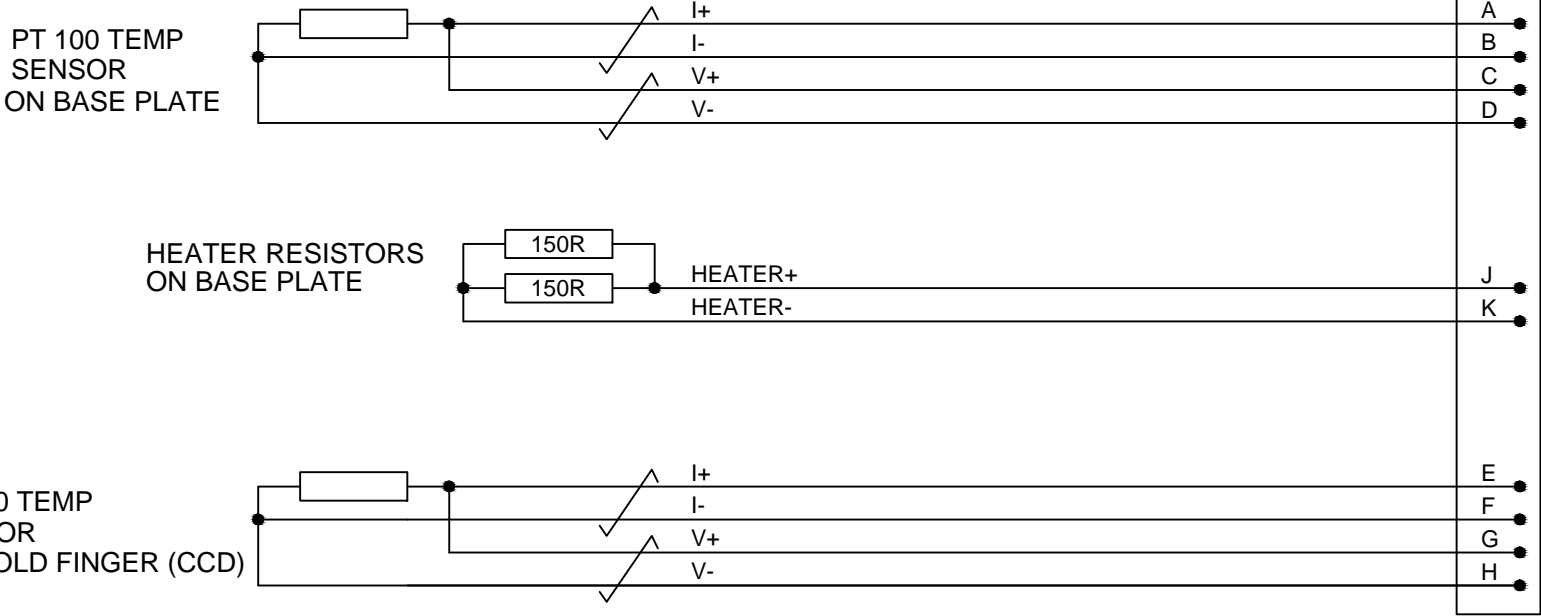 I+
A
PT 100 TEMP
I-
B
SENSOR
V+
C
ON BASE PLATE
V-
D
150R
HEATER RESISTORS
ON BASE PLATE
150R
HEATER+
J
HEATER-
K
I+
E
0 TEMP
I-
F
OR
V+
G
OLD FINGER (CCD)
V-
H